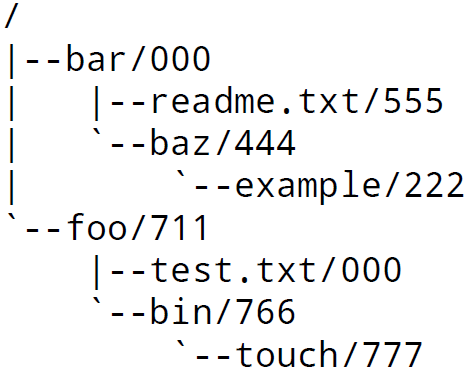 /
|--bar/000
|   |--readme.txt/555
|   `--baz/444
|       `--example/222
`--foo/711
    |--test.txt/000
    `--bin/766
        `--touch/777